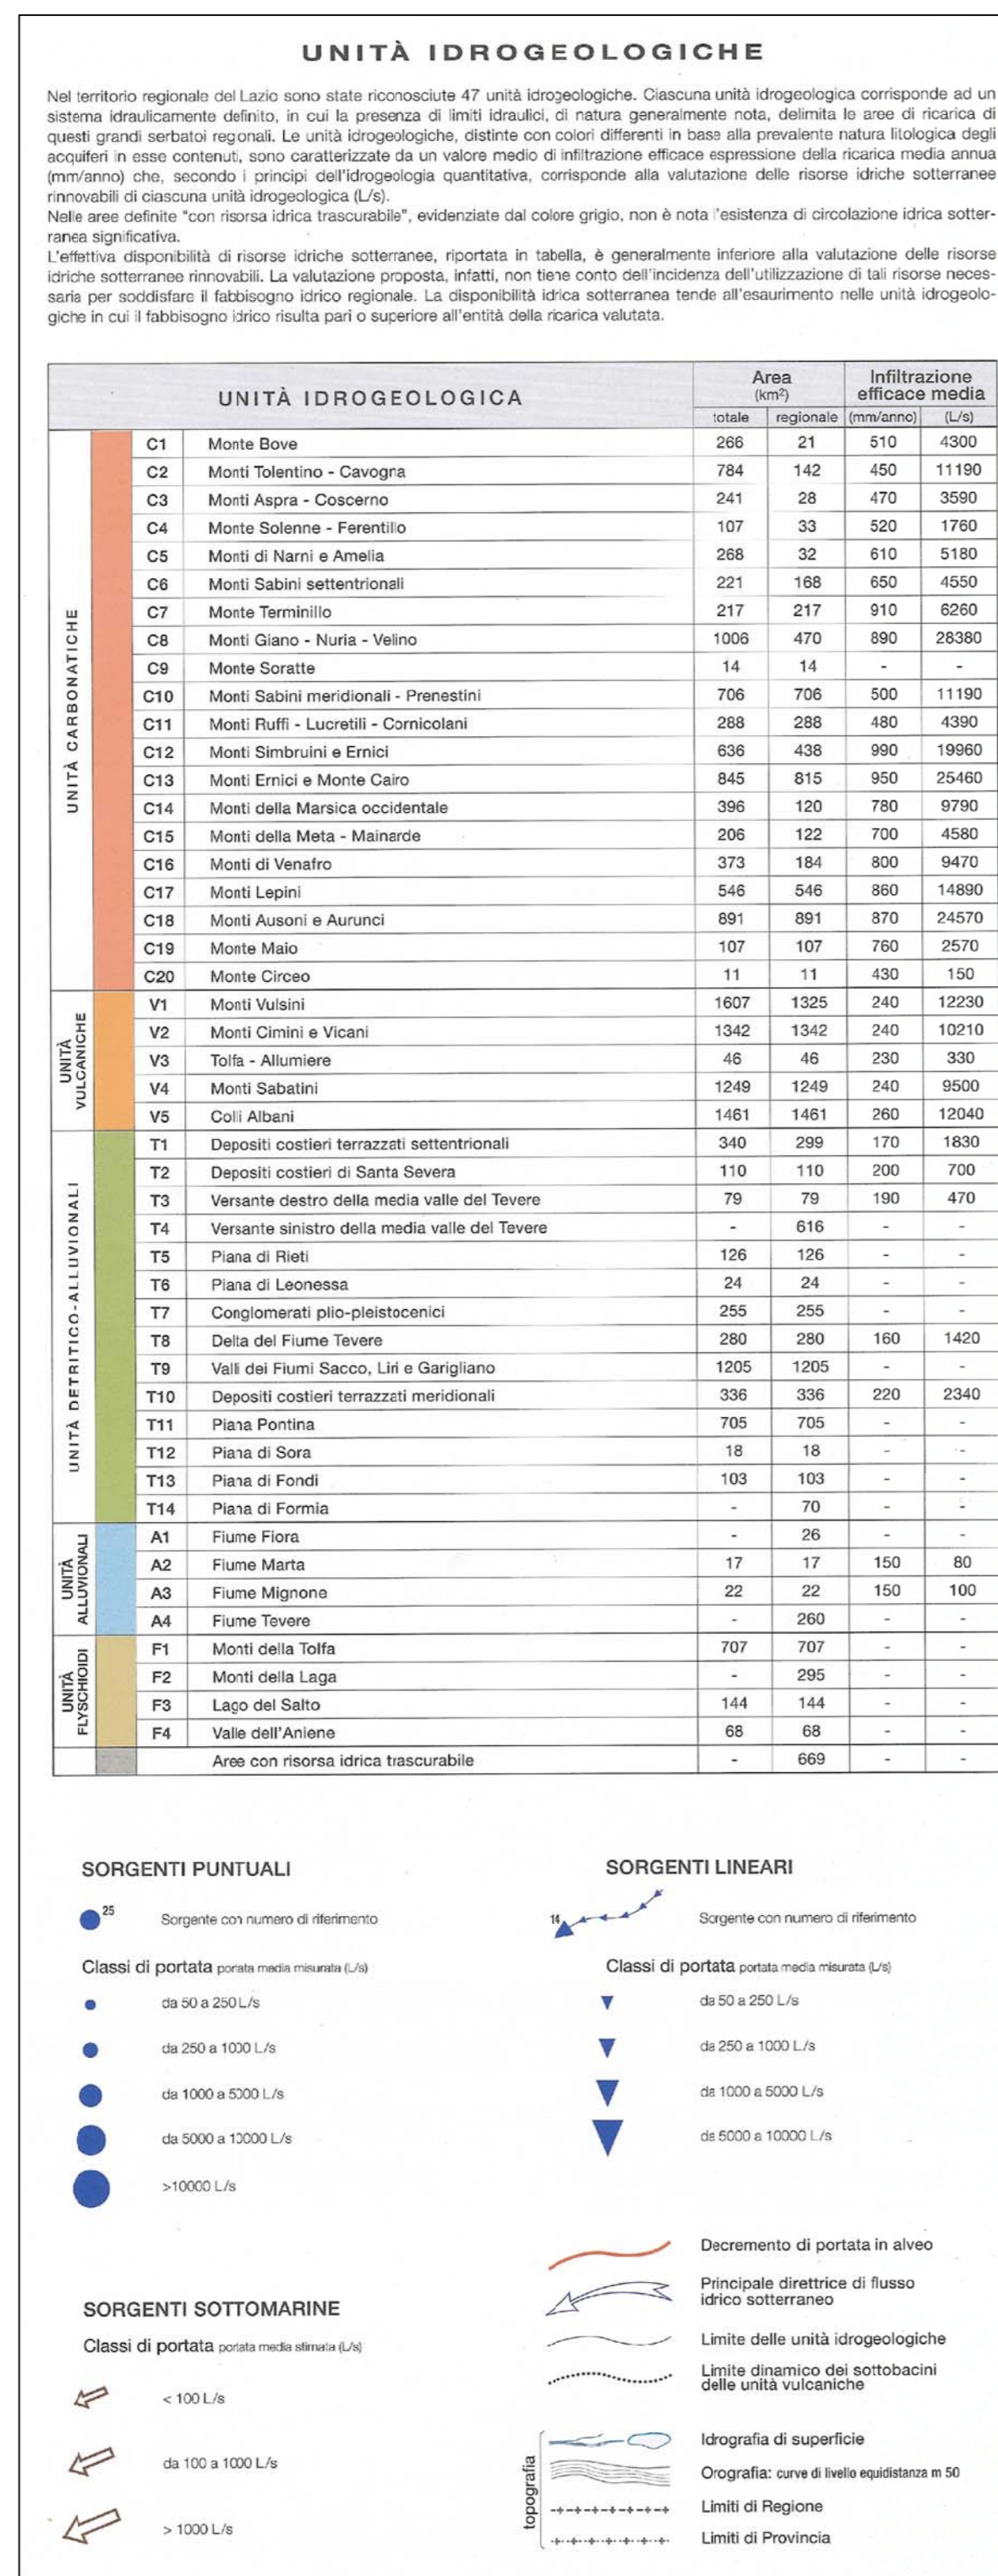 UNITÀ IDROGEOLOGICHE
Nel territorio regionale del Lazio sono state riconosciute 47 unità idrogeologiche. Ciascuna unità idrogeologica corrisponde ad un
sistema idraulicamente definito, in cui la presenza di limiti idraulici, di natura generalmente nota, delimita le aree di ricarica di
questi grandi serbatoi regonali. Le unità idrogeologiche, distinte con colori differenti in base alla prevalente natura litologica degli
acquiferi in esse contenuti, sono caratterizzate da un valore medio di infiltrazione efficace espressione della ricarica media annua
(mm/anno) che, secondo i principi dell'idrogeologia quantitativa, corrisponde alla valutazione delle risorse idriche sotterranee
rinnovabili di ciascuna unità idrogeologica (L/s).
Nelle aree definite "con risorsa idrica trascurabile", evidenziate dal colore grigio, non è nota l'esistenza di circolazione idrica sotter-
ranea significativa.
L'effettiva disponibilità di risorse idriche sotterranee, riportata in tabella, è generalmente inferiore alla valutazione delle risorse
idriche sotterranee rinnovabili. La valutazione proposta, infatti, non tiene conto dell'incidenza dell'utilizzazione di tali risorse neces-
saria per soddisfare il fabbisogno idrico regionale. La disponibilità idrica sotterranea tende all'esaurimento nelle unità idrogeolo-
giche in cui il fabbisogno idrico risulta pari o superiore all'entità della ricarica valutata.
UNITÀ IDROGEOLOGICA Area (km²) Infiltrazione efficace media
totale regionale (mm/anno) (L/s)
UNITÀ CARBONATICHE
C1 Monte Bove 266 21 510 4300
C2 Monti Tolentino - Cavogna 784 142 450 11190
C3 Monti Aspra - Coscerno 241 28 470 3590
C4 Monte Solenne - Ferentillo 107 33 520 1760
C5 Monti di Narni e Amelia 268 32 610 5180
C6 Monti Sabini settentrionali 221 168 650 4550
C7 Monte Terminillo 217 217 910 6260
C8 Monti Giano - Nuria - Velino 1006 470 890 28380
C9 Monte Soratte 14 14 - -
C10 Monti Sabini meridionali - Prenestini 706 706 500 11190
C11 Monti Ruffi - Lucretili - Cornicolani 288 288 480 4390
C12 Monti Simbruini e Ernici 636 438 990 19960
C13 Monti Ernici e Monte Cairo 845 815 950 25460
C14 Monti della Marsica occidentale 396 120 780 9790
C15 Monti della Meta - Mainarde 206 122 700 4580
C16 Monti di Venafro 373 184 800 9470
C17 Monti Lepini 546 546 860 14890
C18 Monti Ausoni e Aurunci 891 891 870 24570
C19 Monte Maio 107 107 760 2570
C20 Monte Circeo 11 11 430 150
UNITÀ VULCANICHE
V1 Monti Vulsini 1607 1325 240 12230
V2 Monti Cimini e Vicani 1342 1342 240 10210
V3 Tolfa - Allumiere 46 46 230 330
V4 Monti Sabatini 1249 1249 240 9500
V5 Colli Albani 1461 1461 260 12040
UNITÀ DETRITICO-ALLUVIONALI
T1 Depositi costieri terrazzati settentrionali 340 299 170 1830
T2 Depositi costieri di Santa Severa 110 110 200 700
T3 Versante destro della media valle del Tevere 79 79 190 470
T4 Versante sinistro della media valle del Tevere - 616 - -
T5 Piana di Rieti 126 126 - -
T6 Piana di Leonessa 24 24 - -
T7 Conglomerati plio-pleistocenici 255 255 - -
T8 Delta del Fiume Tevere 280 280 160 1420
T9 Valli dei Fiumi Sacco, Liri e Garigliano 1205 1205 - -
T10 Depositi costieri terrazzati meridionali 336 336 220 2340
T11 Piana Pontina 705 705 - -
T12 Piana di Sora 18 18 - -
T13 Piana di Fondi 103 103 - -
T14 Piana di Formia - 70 - -
UNITÀ ALLUVIONALI
A1 Fiume Fiora - 26 - -
A2 Fiume Marta 17 17 150 80
A3 Fiume Mignone 22 22 150 100
A4 Fiume Tevere - 260 - -
UNITÀ FLYSCHIOIDI
F1 Monti della Tolfa 707 707 - -
F2 Monti della Laga - 295 - -
F3 Lago del Salto 144 144 - -
F4 Valle dell'Aniene 68 68 - -
Aree con risorsa idrica trascurabile - 669 - -
SORGENTI PUNTUALI
25 Sorgente con numero di riferimento
Classi di portata portata media misurata (L/s)
da 50 a 250 L/s
da 250 a 1000 L/s
da 1000 a 5000 L/s
da 5000 a 10000 L/s
>10000 L/s
SORGENTI LINEARI
14 Sorgente con numero di riferimento
Classi di portata portata media misurata (L/s)
da 50 a 250 L/s
da 250 a 1000 L/s
da 1000 a 5000 L/s
da 5000 a 10000 L/s
SORGENTI SOTTOMARINE
Classi di portata portata media stimata (L/s)
< 100 L/s
da 100 a 1000 L/s
> 1000 L/s
Decremento di portata in alveo
Principale direttrice di flusso
idrico sotterraneo
Limite delle unità idrogeologiche
Limite dinamico dei sottobacini
delle unità vulcaniche
topografia
Idrografia di superficie
Orografia: curve di livello equidistanza m 50
Limiti di Regione
Limiti di Provincia